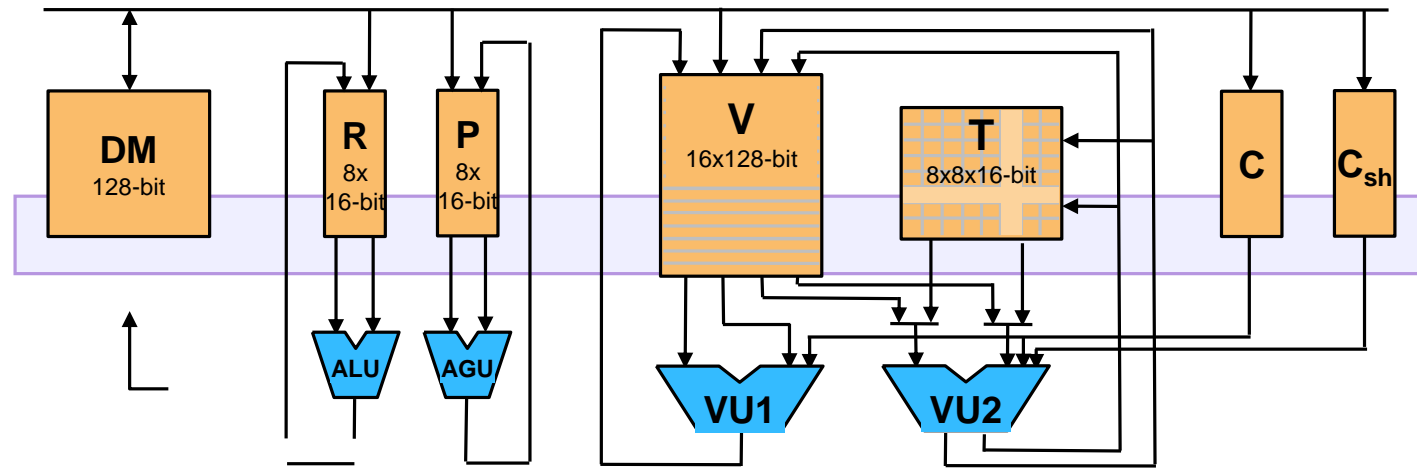 DM
128-bit
R
8x
16-bit
P
8x
16-bit
V
16x128-bit
T
8x8x16-bit
C
Csh
ALU
AGU
VU1
VU2